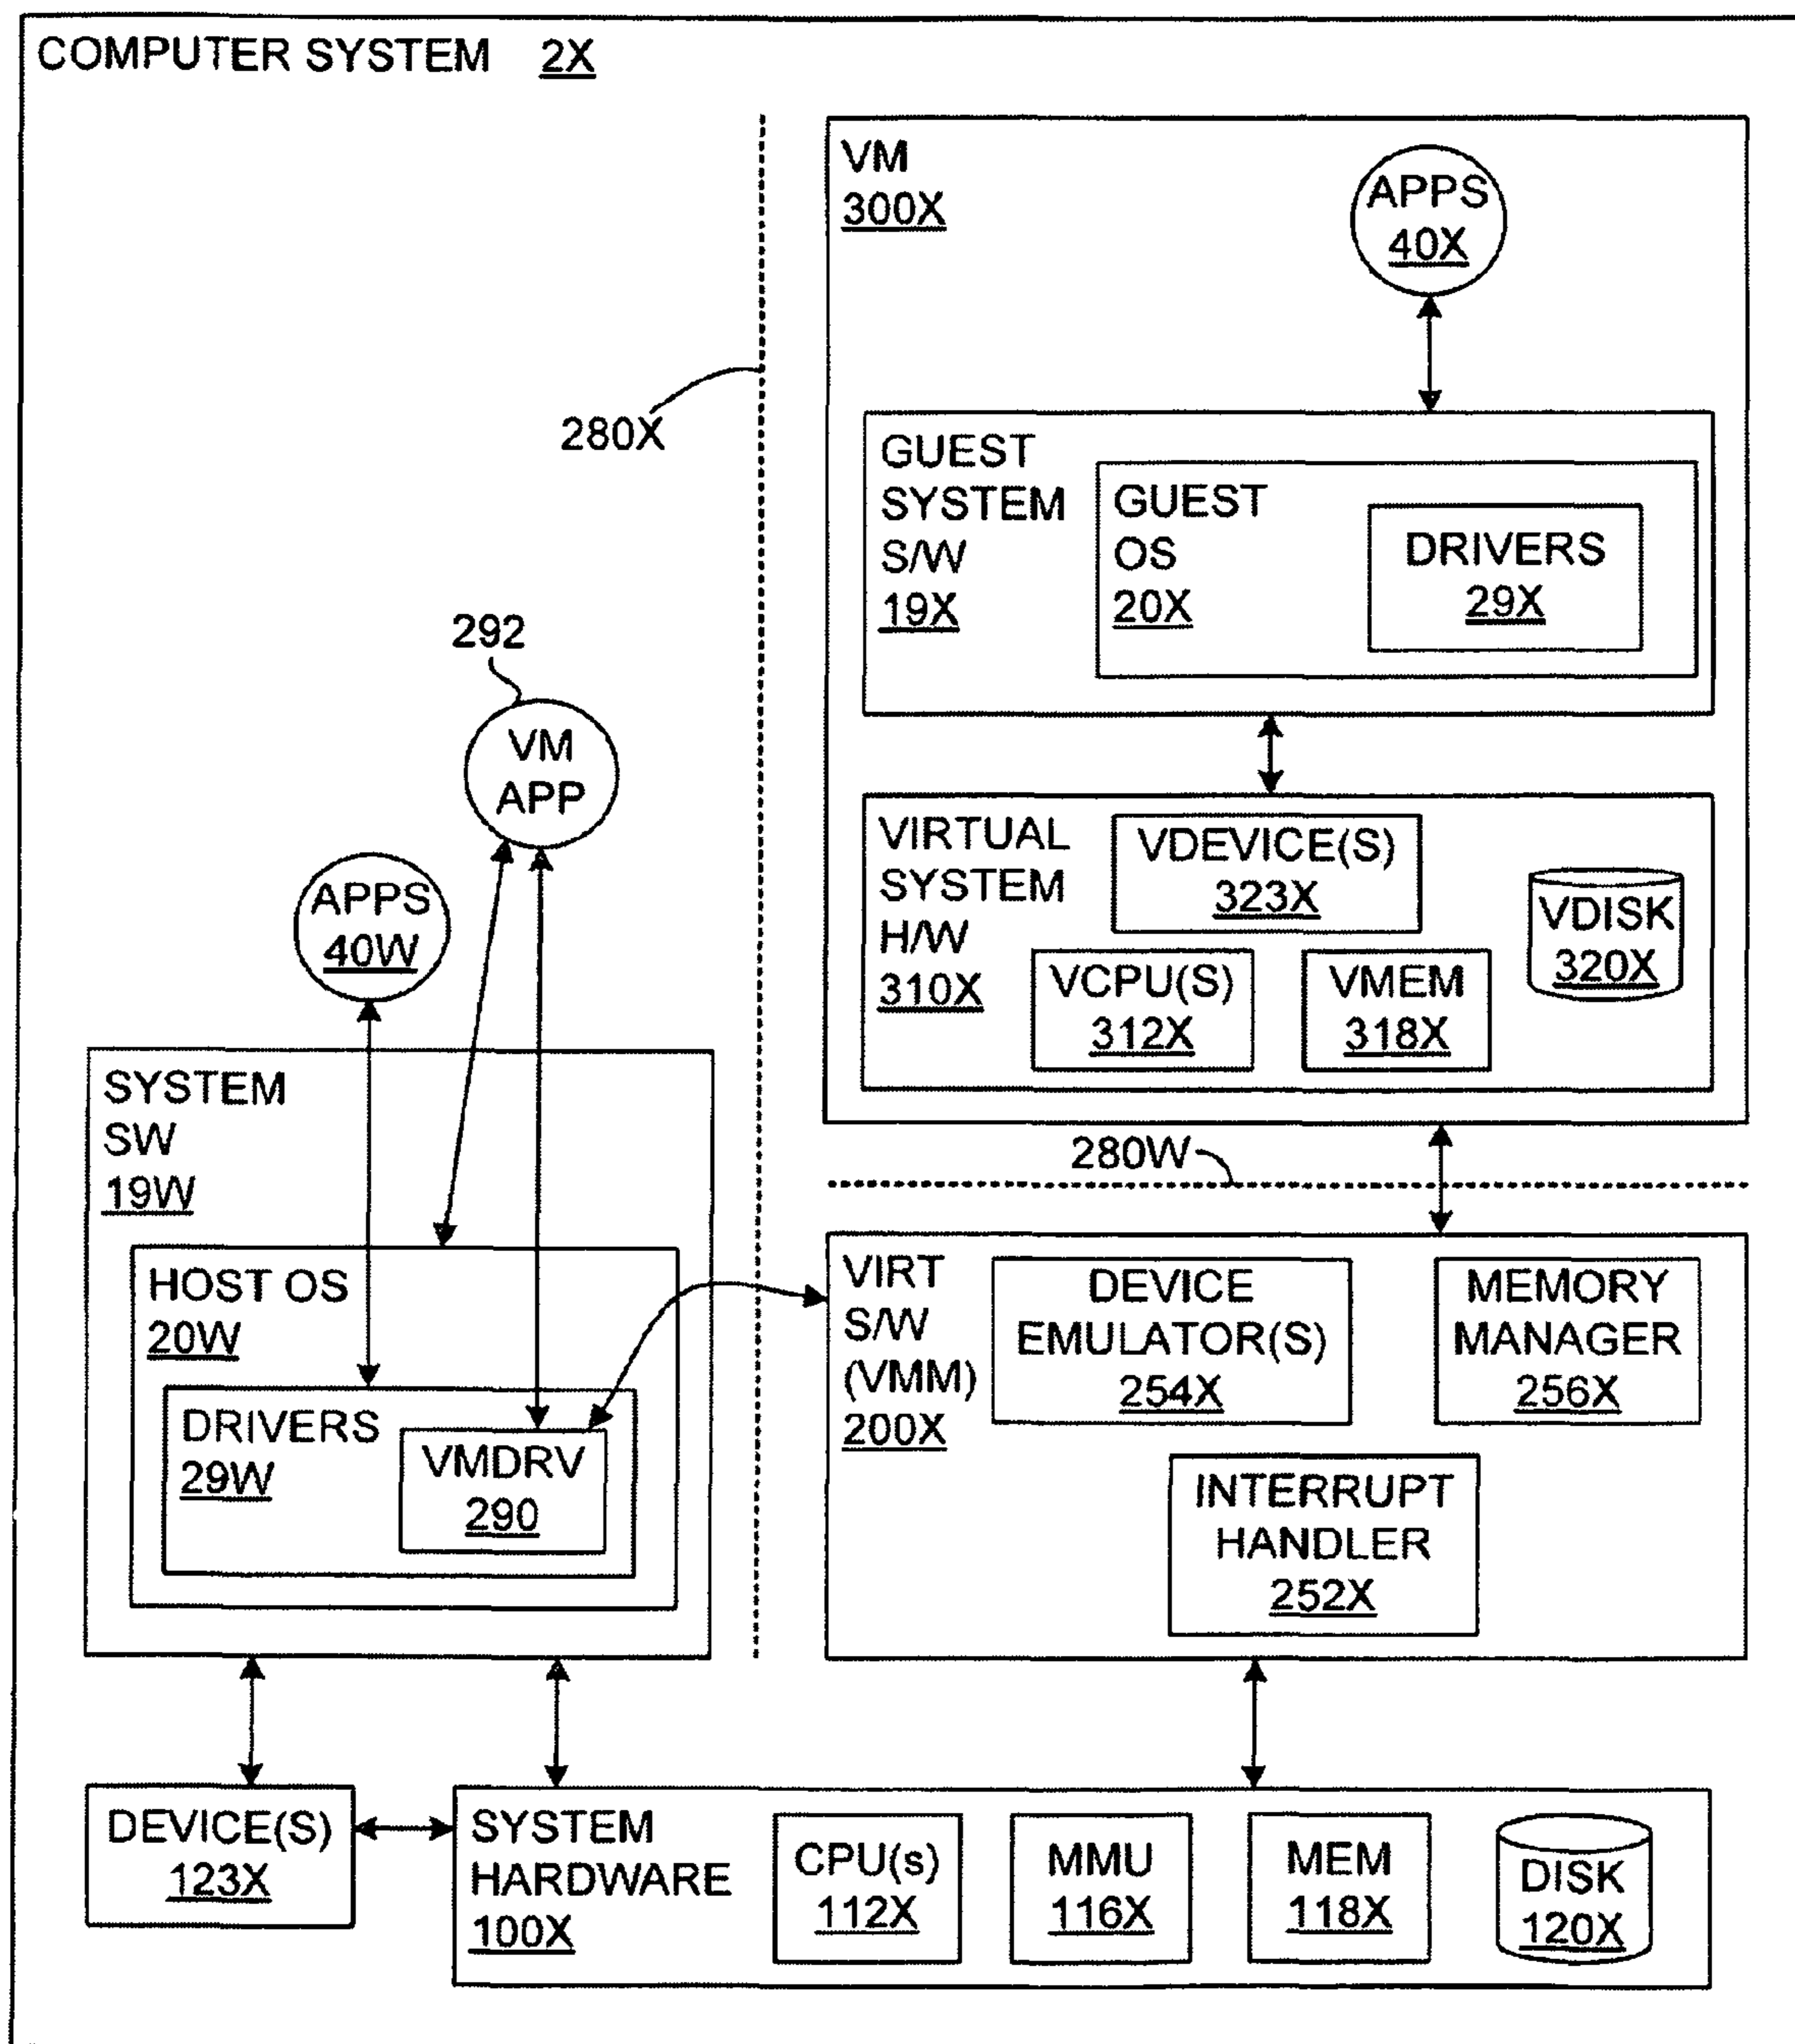 COMPUTER SYSTEM 2X
VM
300X
APPS
40X
280X
GUEST
SYSTEM
S/W
19X
GUEST
OS
20X
DRIVERS
29X
292
VM
APP
APPS
40W
VIRTUAL
SYSTEM
H/W
310X
VDEVICE(S)
323X
VCPU(S)
312X
VMEM
318X
VDISK
320X
SYSTEM
SW
19W
280W
HOST OS
20W
DRIVERS
29W
VMDRV
290
VIRT
S/W
(VMM)
200X
DEVICE
EMULATOR(S)
254X
MEMORY
MANAGER
256X
INTERRUPT
HANDLER
252X
DEVICE(S)
123X
SYSTEM
HARDWARE
100X
CPU(s)
112X
MMU
116X
MEM
118X
DISK
120X